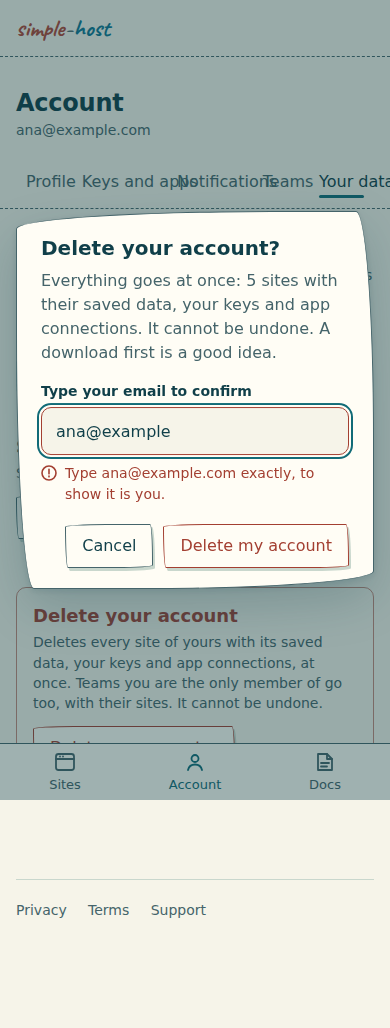 simple-host
Account
ana@example.com
Profile Keys and apps Notifications Teams Your data
Delete your account?
Everything goes at once: 5 sites with
their saved data, your keys and app
connections. It cannot be undone. A
download first is a good idea.
Type your email to confirm
ana@example
Type ana@example.com exactly, to
show it is you.
Cancel Delete my account
Delete your account
Deletes every site of yours with its saved
data, your keys and app connections, at
once. Teams you are the only member of go
too, with their sites. It cannot be undone.
Sites Account Docs
Privacy Terms Support